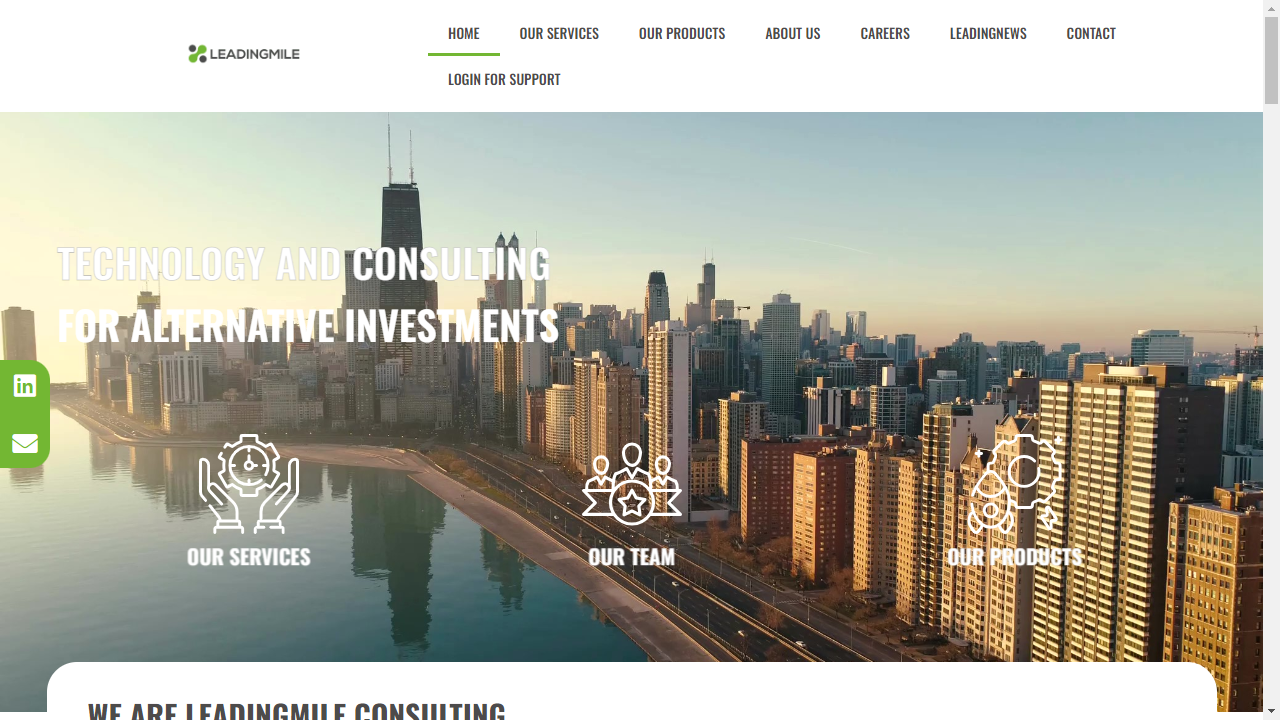 LEADINGMILE
HOME OUR SERVICES OUR PRODUCTS ABOUT US CAREERS LEADINGNEWS CONTACT
LOGIN FOR SUPPORT
TECHNOLOGY AND CONSULTING
FOR ALTERNATIVE INVESTMENTS
in
OUR SERVICES OUR TEAM OUR PRODUCTS
WE ARE LEADINGMILE CONSULTING